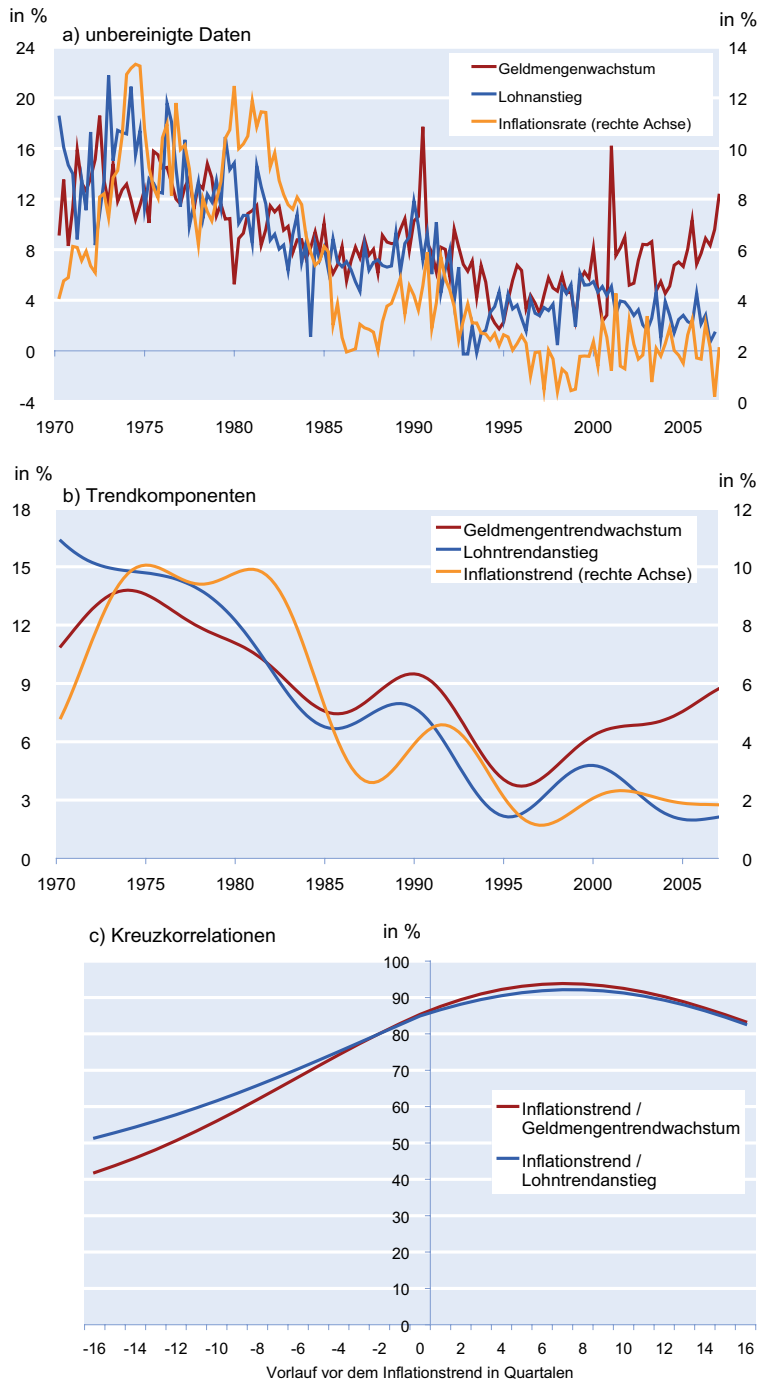 in %
a) unbereinigte Daten
in %
24
20
16
12
8
4
0
-4
14
12
10
8
6
4
2
0
Geldmengenwachstum
Lohnanstieg
Inflationsrate (rechte Achse)
1970 1975 1980 1985 1990 1995 2000 2005
in %
b) Trendkomponenten
in %
18
15
12
9
6
3
0
12
10
8
6
4
2
0
Geldmengentrendwachstum
Lohntrendanstieg
Inflationstrend (rechte Achse)
1970 1975 1980 1985 1990 1995 2000 2005
c) Kreuzkorrelationen
in %
100
90
80
70
60
50
40
30
20
10
0
Inflationstrend /
Geldmengentrendwachstum
Inflationstrend /
Lohntrendanstieg
-16 -14 -12 -10 -8 -6 -4 -2 0 2 4 6 8 10 12 14 16
Vorlauf vor dem Inflationstrend in Quartalen